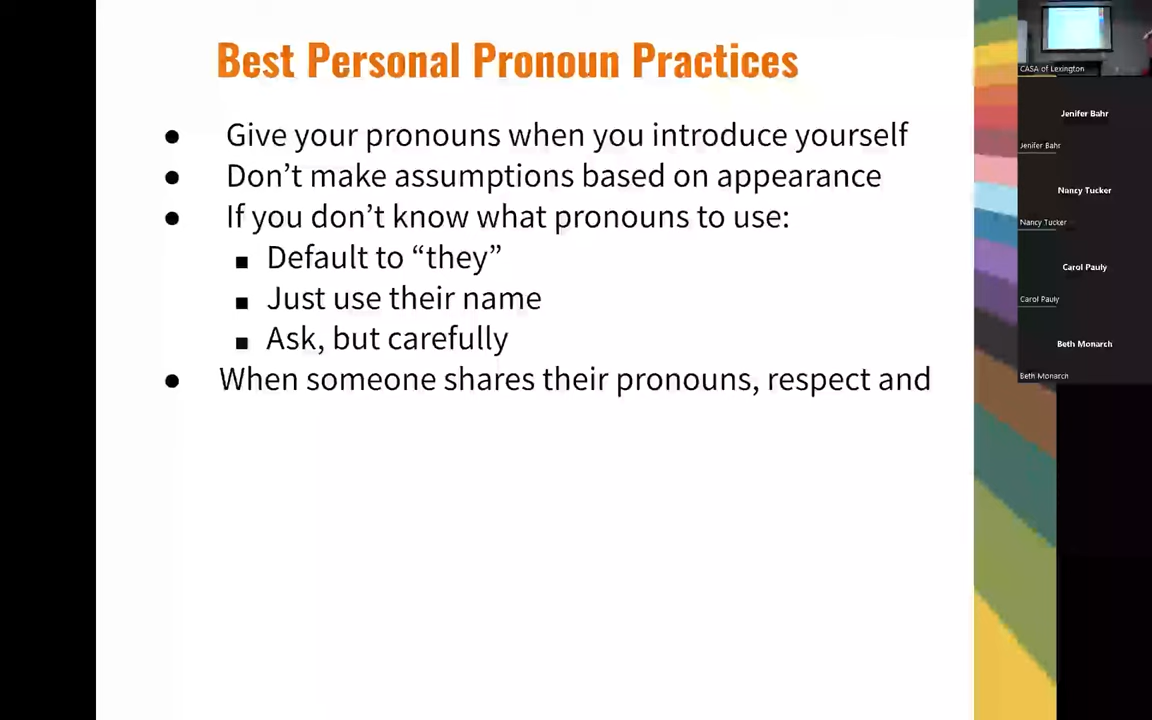 Best Personal Pronoun Practices
● Give your pronouns when you introduce yourself
● Don’t make assumptions based on appearance
● If you don’t know what pronouns to use:
■ Default to “they”
■ Just use their name
■ Ask, but carefully
● When someone shares their pronouns, respect and
CASA of Lexington
Jenifer Bahr
Jenifer Bahr
Nancy Tucker
Nancy Tucker
Carol Pauly
Carol Pauly
Beth Monarch
Beth Monarch